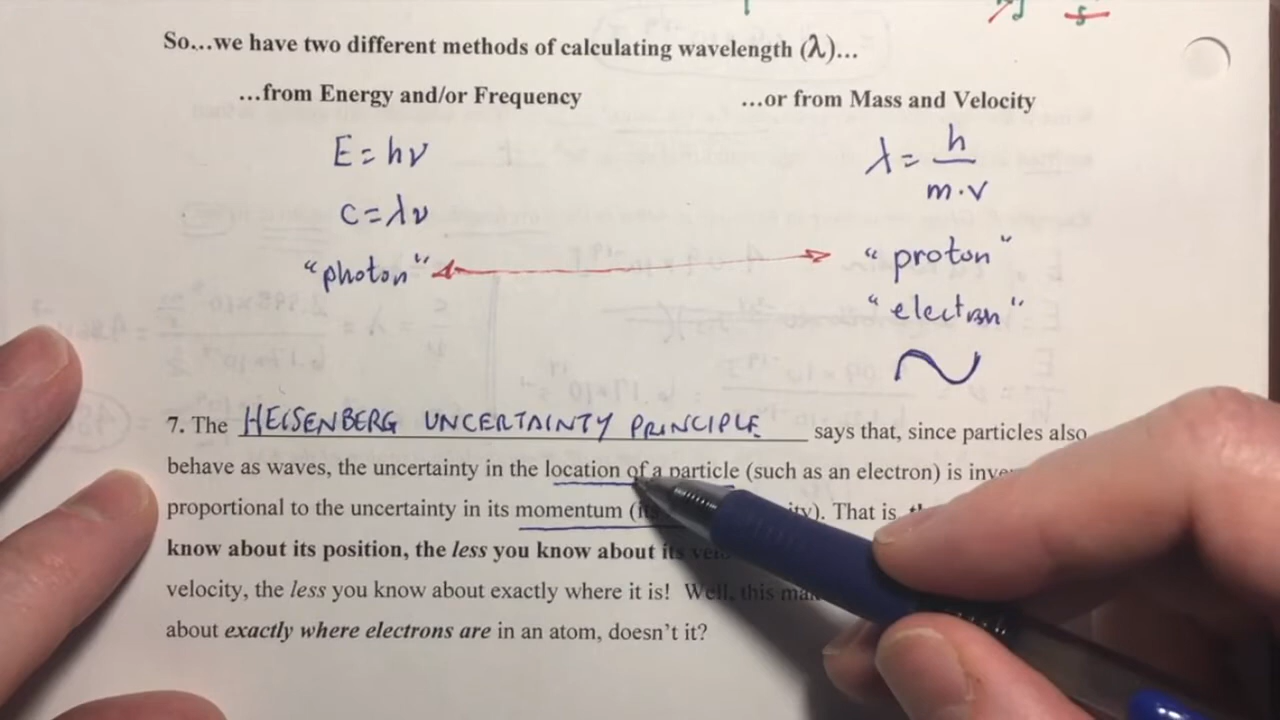 So...we have two different methods of calculating wavelength (λ)...
...from Energy and/or Frequency ...or from Mass and Velocity
E = hν λ = h / m·v
c = λν
"photon" "proton"
"electron"
7. The HEISENBERG UNCERTAINTY PRINCIPLE says that, since particles also
behave as waves, the uncertainty in the location of a particle (such as an electron) is
proportional to the uncertainty in its momentum ( That is,
know about its position, the less you know about its
velocity, the less you know about exactly where it is! Well, this
about exactly where electrons are in an atom, doesn't it?